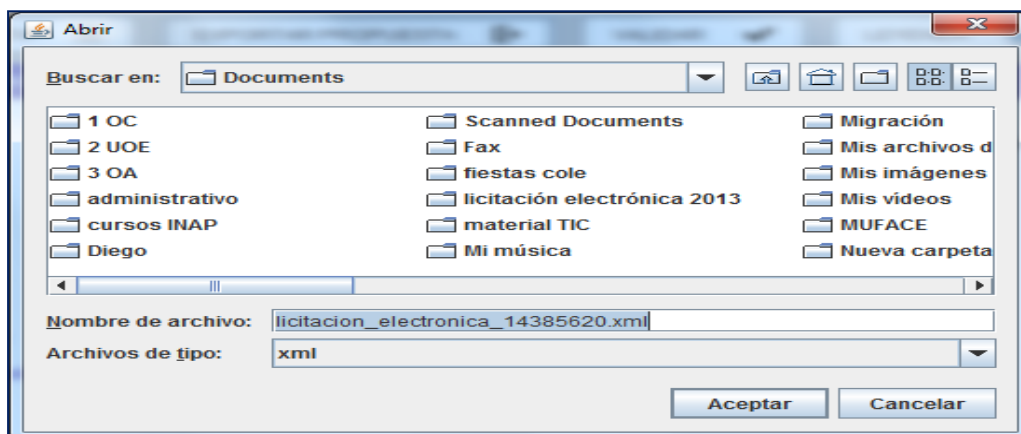 Abrir
Buscar en: Documents
1 OC
2 UOE
3 OA
administrativo
cursos INAP
Diego
Scanned Documents
Fax
fiestas cole
licitación electrónica 2013
material TIC
Mi música
Migración
Mis archivos d
Mis imágenes
Mis vídeos
MUFACE
Nueva carpeta
Nombre de archivo: licitacion_electronica_14385620.xml
Archivos de tipo: xml
Aceptar Cancelar